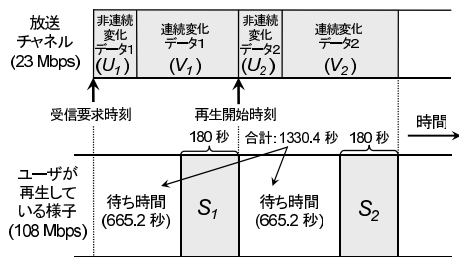 放送
チャネル
(23 Mbps)
非連続
変化
データ1
(U1)
連続変化
データ1
(V1)
非連続
変化
データ2
(U2)
連続変化
データ2
(V2)
受信要求時刻
再生開始時刻
時間
180 秒
合計:1330.4 秒
180 秒
ユーザが
再生して
いる様子
(108 Mbps)
待ち時間
(665.2 秒)
S1
待ち時間
(665.2 秒)
S2